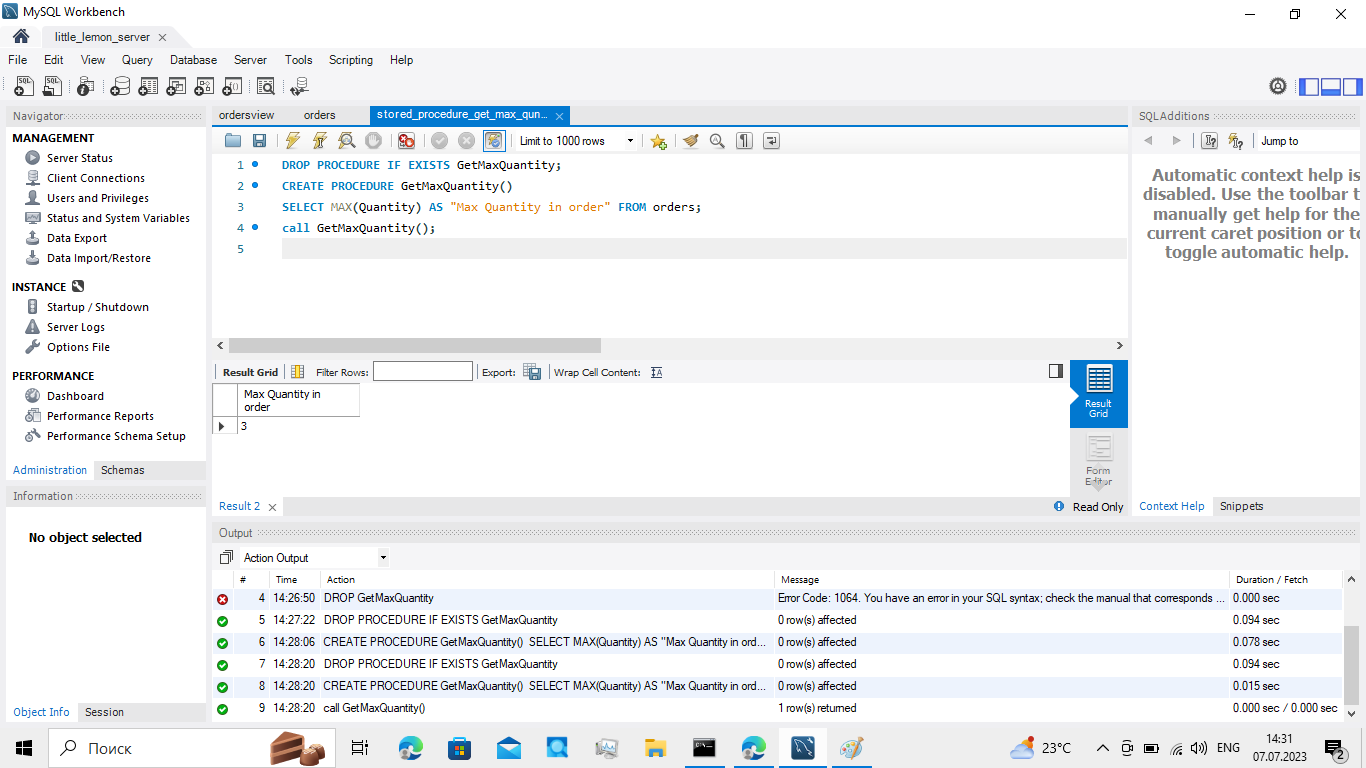 MySQL Workbench
little_lemon_server
File Edit View Query Database Server Tools Scripting Help
Navigator
MANAGEMENT
Server Status
Client Connections
Users and Privileges
Status and System Variables
Data Export
Data Import/Restore
INSTANCE
Startup / Shutdown
Server Logs
Options File
PERFORMANCE
Dashboard
Performance Reports
Performance Schema Setup
Administration Schemas
Information
No object selected
Object Info Session
ordersview orders stored_procedure_get_max_qun...
Limit to 1000 rows
1 DROP PROCEDURE IF EXISTS GetMaxQuantity;
2 CREATE PROCEDURE GetMaxQuantity()
3 SELECT MAX(Quantity) AS "Max Quantity in order" FROM orders;
4 call GetMaxQuantity();
5
Result Grid Filter Rows: Export: Wrap Cell Content:
Max Quantity in
order
3
Result
Grid
Form
Editor
Result 2 Read Only
SQLAdditions
Jump to
Automatic context help is
disabled. Use the toolbar t
manually get help for the
current caret position or to
toggle automatic help.
Context Help Snippets
Output
Action Output
# Time Action Message Duration / Fetch
4 14:26:50 DROP GetMaxQuantity Error Code: 1064. You have an error in your SQL syntax; check the manual that corresponds ... 0.000 sec
5 14:27:22 DROP PROCEDURE IF EXISTS GetMaxQuantity 0 row(s) affected 0.094 sec
6 14:28:06 CREATE PROCEDURE GetMaxQuantity() SELECT MAX(Quantity) AS "Max Quantity in ord... 0 row(s) affected 0.078 sec
7 14:28:20 DROP PROCEDURE IF EXISTS GetMaxQuantity 0 row(s) affected 0.094 sec
8 14:28:20 CREATE PROCEDURE GetMaxQuantity() SELECT MAX(Quantity) AS "Max Quantity in ord... 0 row(s) affected 0.015 sec
9 14:28:20 call GetMaxQuantity() 1 row(s) returned 0.000 sec / 0.000 sec
Поиск
23°C
ENG
14:31
07.07.2023
2